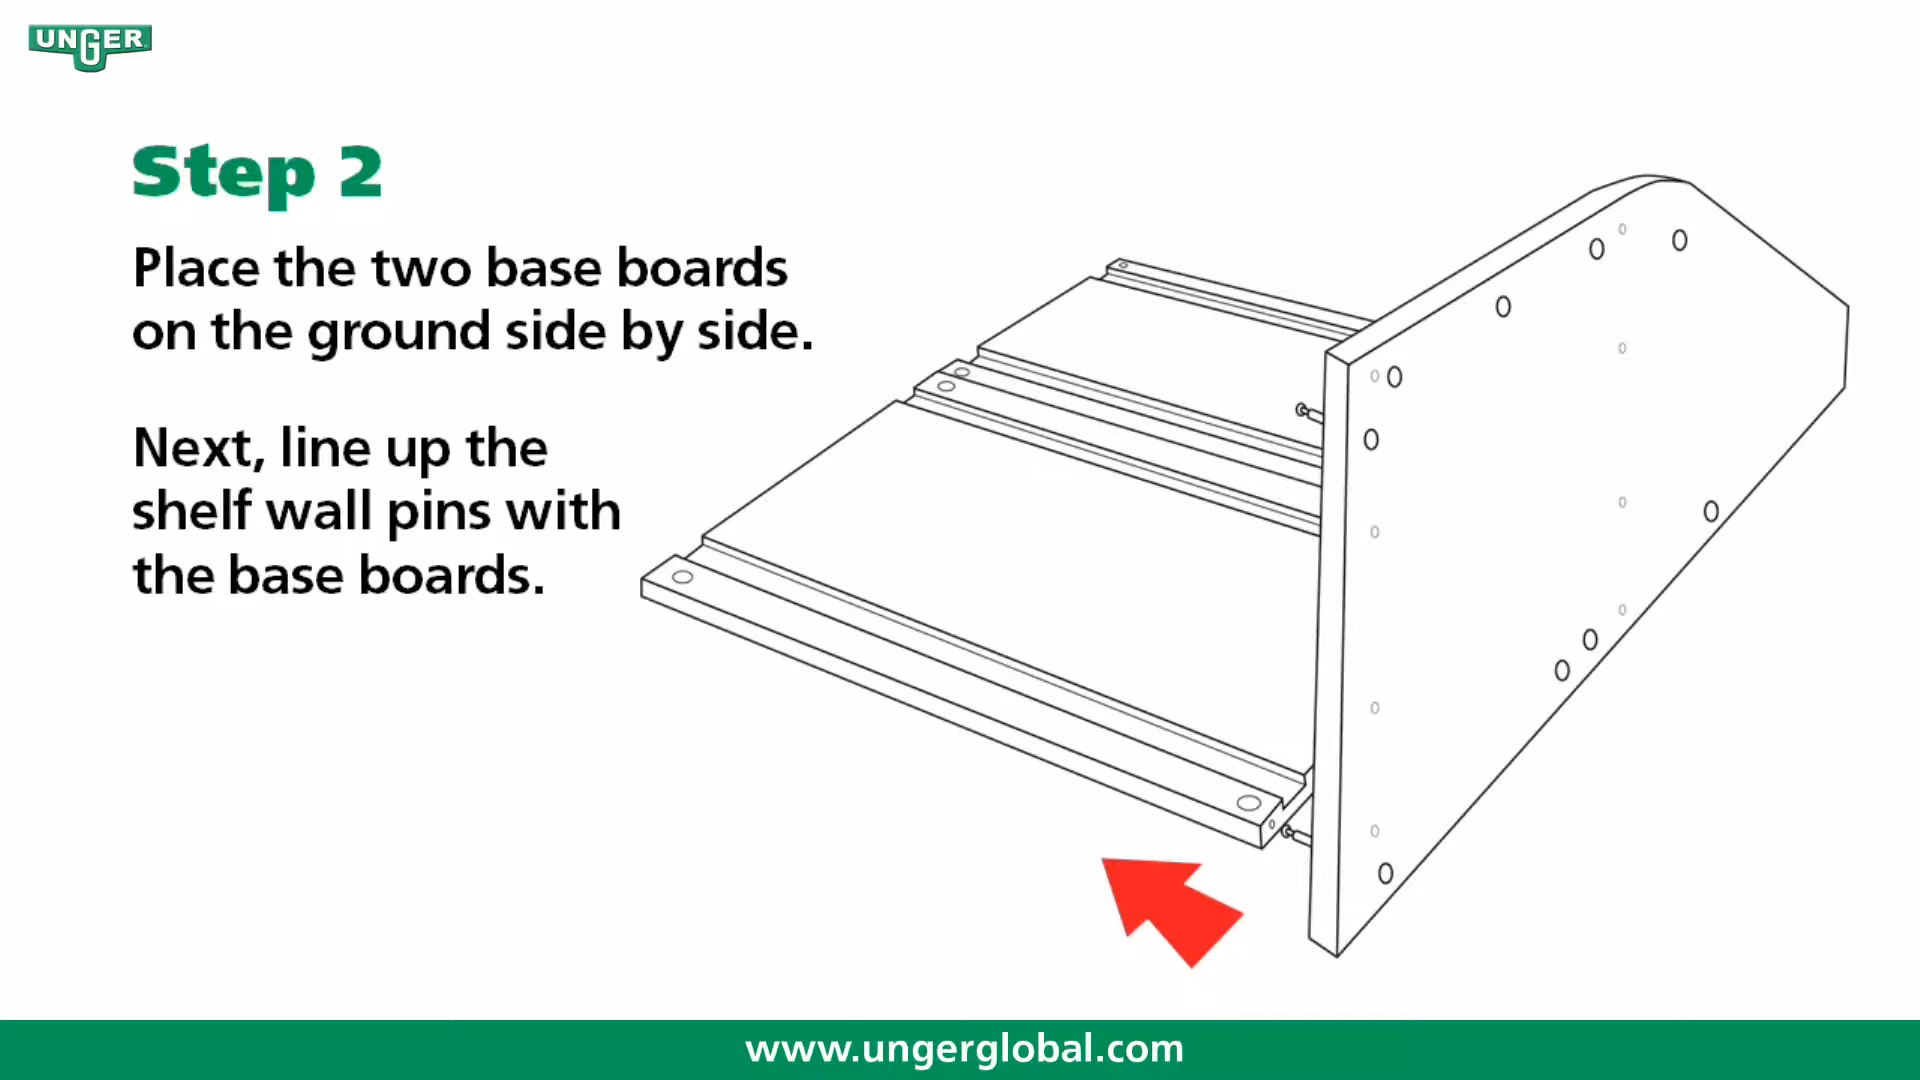 UNGER
Step 2
Place the two base boards
on the ground side by side.
Next, line up the
shelf wall pins with
the base boards.
www.ungerglobal.com